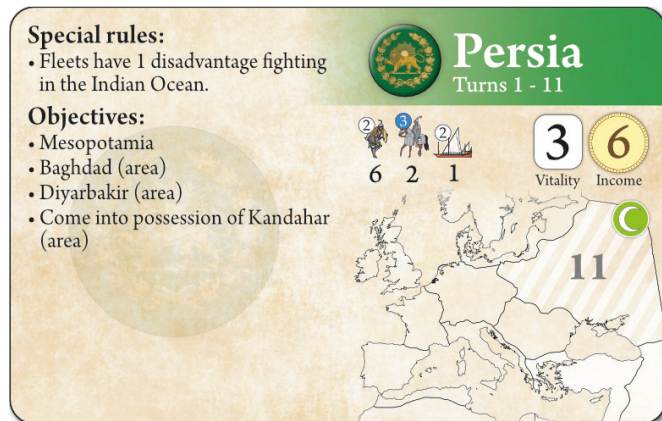 Special rules:
• Fleets have 1 disadvantage fighting
in the Indian Ocean.
Objectives:
• Mesopotamia
• Baghdad (area)
• Diyarbakir (area)
• Come into possession of Kandahar
(area)
Persia
Turns 1 - 11
2 3 2
6 2 1
3 6
Vitality Income
11